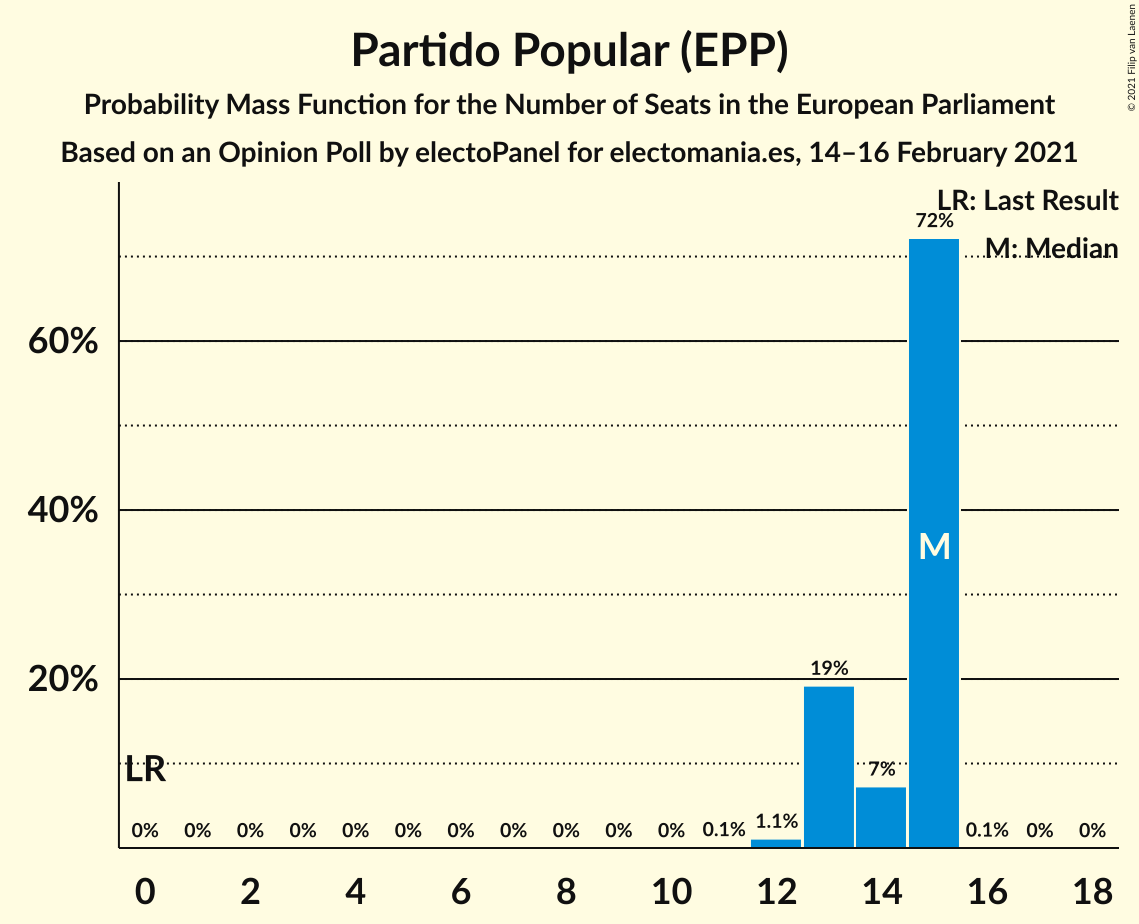 Partido Popular (EPP)
Probability Mass Function for the Number of Seats in the European Parliament
Based on an Opinion Poll by electoPanel for electomania.es, 14–16 February 2021
© 2021 Filip van Laenen
LR: Last Result
M: Median
72%
60%
40%
M
20%
19%
LR
7%
0% 0% 0% 0% 0% 0% 0% 0% 0% 0% 0% 0.1% 1.1% 0.1% 0% 0%
0 2 4 6 8 10 12 14 16 18